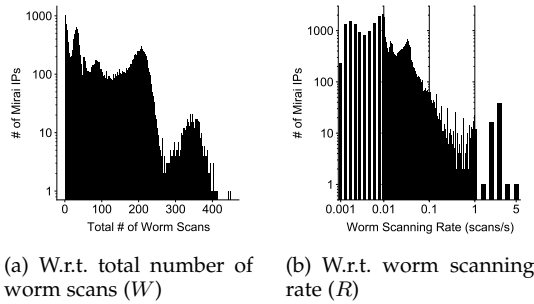 1000
100
10
1
# of Mirai IPs
0 100 200 300 400
Total # of Worm Scans
1000
100
10
1
# of Mirai IPs
0.001 0.01 0.1 1 5
Worm Scanning Rate (scans/s)
(a) W.r.t. total number of
worm scans (W)
(b) W.r.t. worm scanning
rate (R)